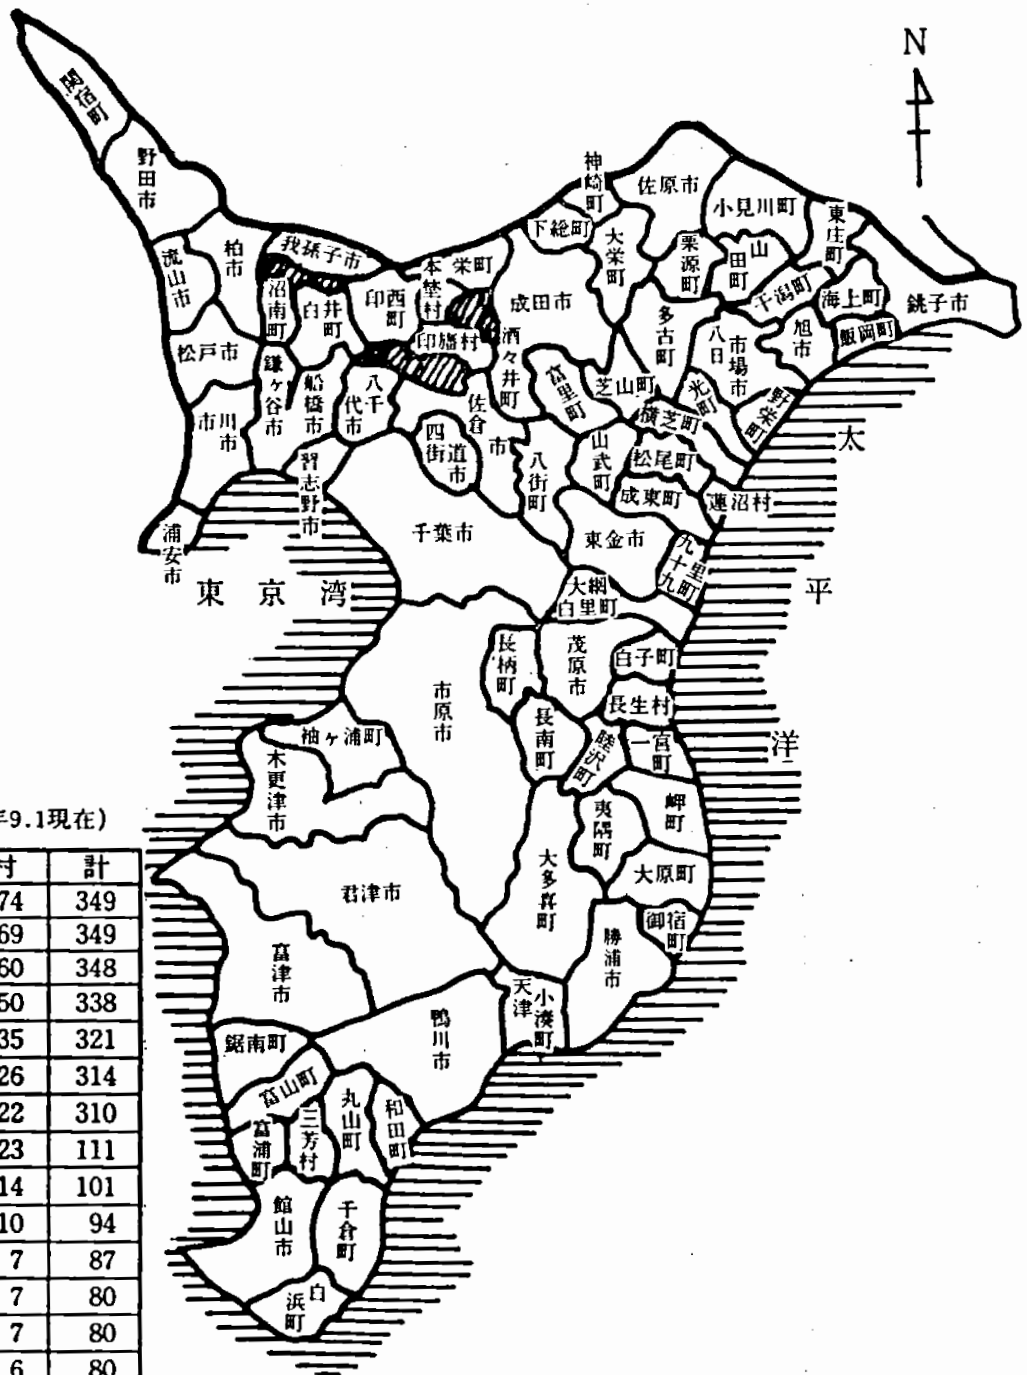 N
関宿町
野田市
流山市
柏市
我孫子市
沼南町
白井町
印西町
本埜村
栄町
印旛村
成田市
下総町
神崎町
大栄町
佐原市
小見川町
栗源町
山田町
東庄町
干潟町
海上町
銚子市
飯岡町
旭市
八日市場市
多古町
松戸市
鎌ヶ谷市
船橋市
八千代市
佐倉市
酒々井町
富里町
芝山町
光町
野栄町
横芝町
市川市
習志野市
四街道市
八街町
山武町
松尾町
成東町
蓮沼村
浦安市
千葉市
東金市
九十九里町
大網白里町
東京湾
太平洋
長柄町
茂原市
白子町
長生村
市原市
長南町
睦沢町
一宮町
袖ヶ浦町
木更津市
夷隅町
岬町
大多喜町
大原町
御宿町
君津市
勝浦市
富津市
天津小湊町
鴨川市
鋸南町
富山町
富浦町
三芳村
丸山町
和田町
館山市
千倉町
白浜町
年9.1現在)
村 計
74 349
69 349
60 348
50 338
35 321
26 314
22 310
23 111
14 101
10 94
7 87
7 80
7 80
6 80